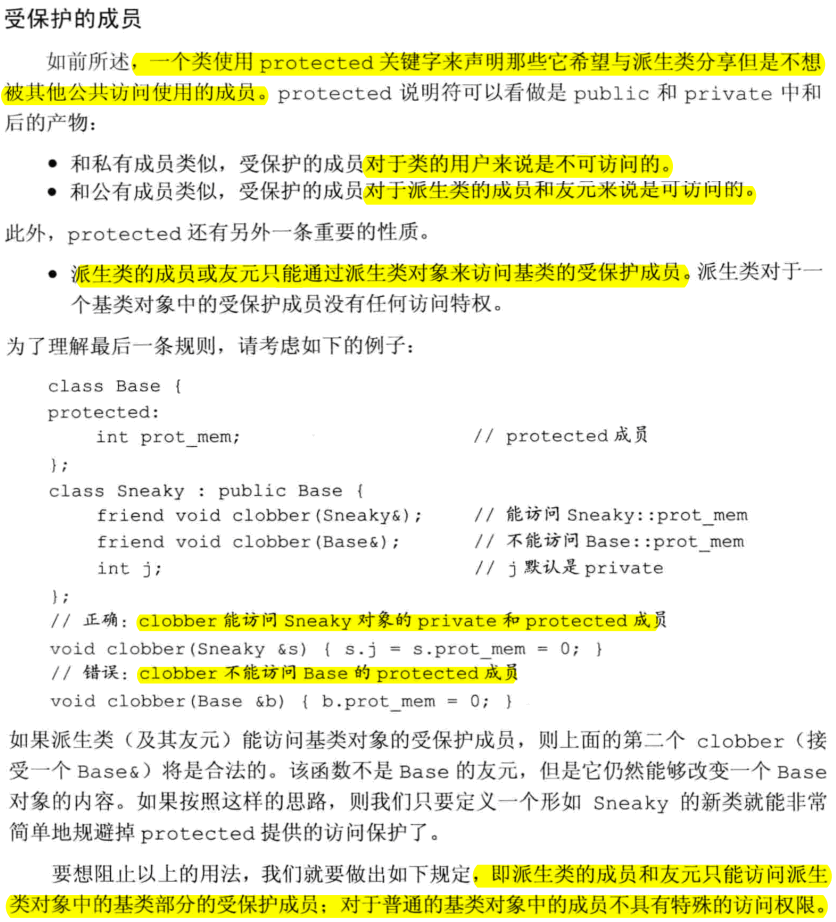 受保护的成员
如前所述，一个类使用 protected 关键字来声明那些它希望与派生类分享但是不想
被其他公共访问使用的成员。protected 说明符可以看做是 public 和 private 中和
后的产物：
● 和私有成员类似，受保护的成员对于类的用户来说是不可访问的。
● 和公有成员类似，受保护的成员对于派生类的成员和友元来说是可访问的。
此外，protected 还有另外一条重要的性质。
● 派生类的成员或友元只能通过派生类对象来访问基类的受保护成员。派生类对于一
个基类对象中的受保护成员没有任何访问特权。
为了理解最后一条规则，请考虑如下的例子：
class Base {
protected:
int prot_mem; // protected 成员
};
class Sneaky : public Base {
friend void clobber(Sneaky&); // 能访问 Sneaky::prot_mem
friend void clobber(Base&); // 不能访问 Base::prot_mem
int j; // j 默认是 private
};
// 正确：clobber 能访问 Sneaky 对象的 private 和 protected 成员
void clobber(Sneaky &s) { s.j = s.prot_mem = 0; }
// 错误：clobber 不能访问 Base 的 protected 成员
void clobber(Base &b) { b.prot_mem = 0; }
如果派生类（及其友元）能访问基类对象的受保护成员，则上面的第二个 clobber（接
受一个 Base&）将是合法的。该函数不是 Base 的友元，但是它仍然能够改变一个 Base
对象的内容。如果按照这样的思路，则我们只要定义一个形如 Sneaky 的新类就能非常
简单地规避掉 protected 提供的访问保护了。
要想阻止以上的用法，我们就要做出如下规定，即派生类的成员和友元只能访问派生
类对象中的基类部分的受保护成员；对于普通的基类对象中的成员不具有特殊的访问权限。